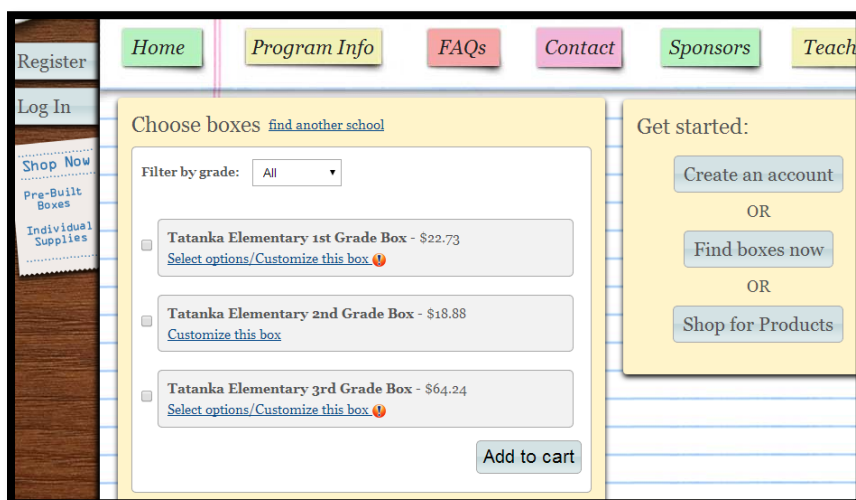 Home
Program Info
FAQs
Contact
Sponsors
Teach
Register
Log In
Shop Now
Pre-Built
Boxes
Individual
Supplies
Choose boxes find another school
Filter by grade: All
Tatanka Elementary 1st Grade Box - $22.73
Select options/Customize this box
Tatanka Elementary 2nd Grade Box - $18.88
Customize this box
Tatanka Elementary 3rd Grade Box - $64.24
Select options/Customize this box
Add to cart
Get started:
Create an account
OR
Find boxes now
OR
Shop for Products